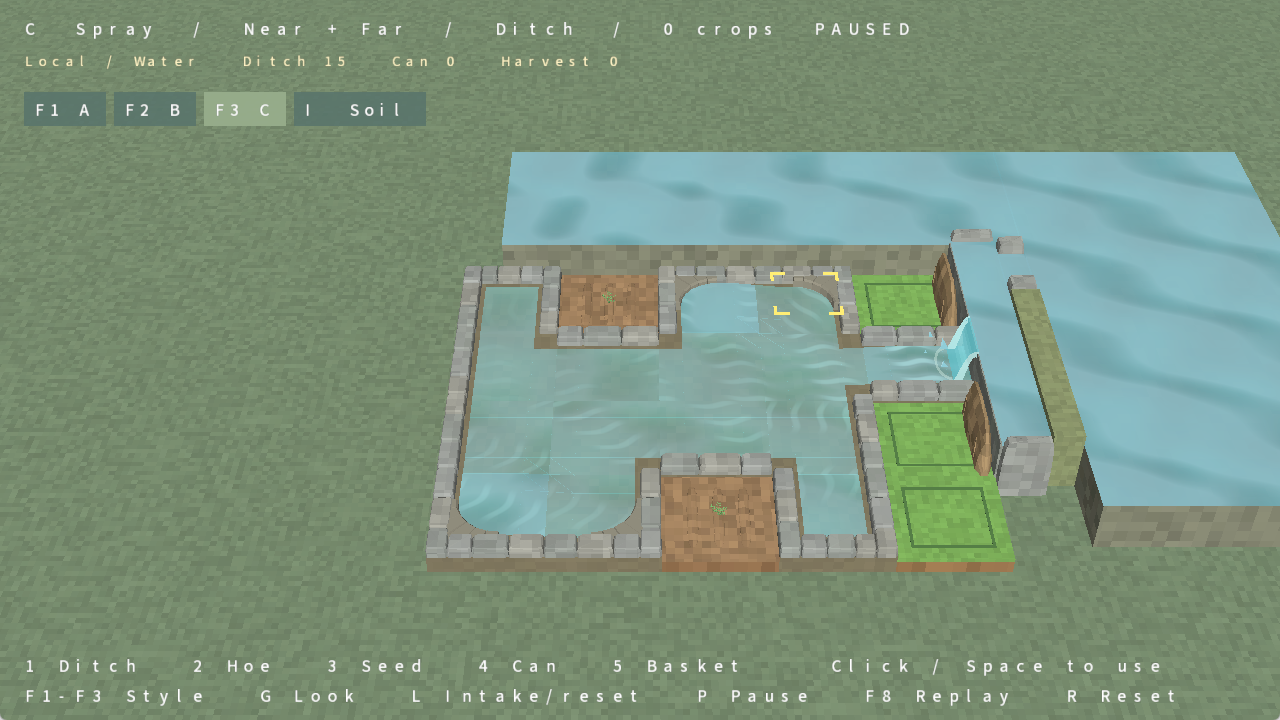 C Spray / Near + Far / Ditch / 0 crops PAUSED
Local / Water Ditch 15 Can 0 Harvest 0
F1 A F2 B F3 C I Soil
1 Ditch 2 Hoe 3 Seed 4 Can 5 Basket Click / Space to use
F1-F3 Style G Look L Intake/reset P Pause F8 Replay R Reset